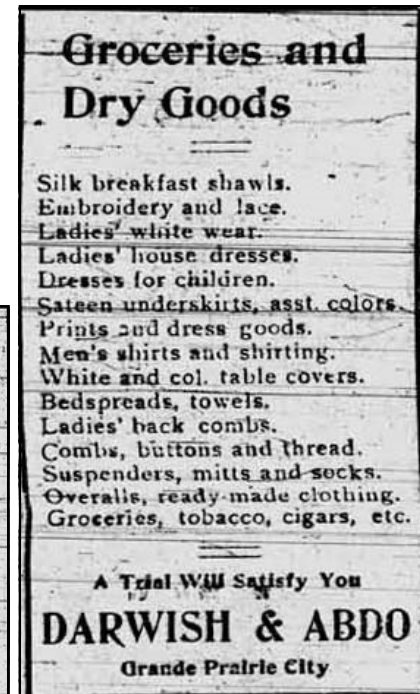 Groceries and
Dry Goods
Silk breakfast shawls.
Embroidery and lace.
Ladies' white wear.
Ladies' house dresses.
Dresses for children.
Sateen underskirts, asst. colors.
Prints and dress goods.
Men's shirts and shirting.
White and col. table covers.
Bedspreads, towels.
Ladies' back combs.
Combs, buttons and thread.
Suspenders, mitts and socks.
Overalls, ready-made clothing.
Groceries, tobacco, cigars, etc.
A Trial Will Satisfy You
DARWISH & ABDO
Grande Prairie City